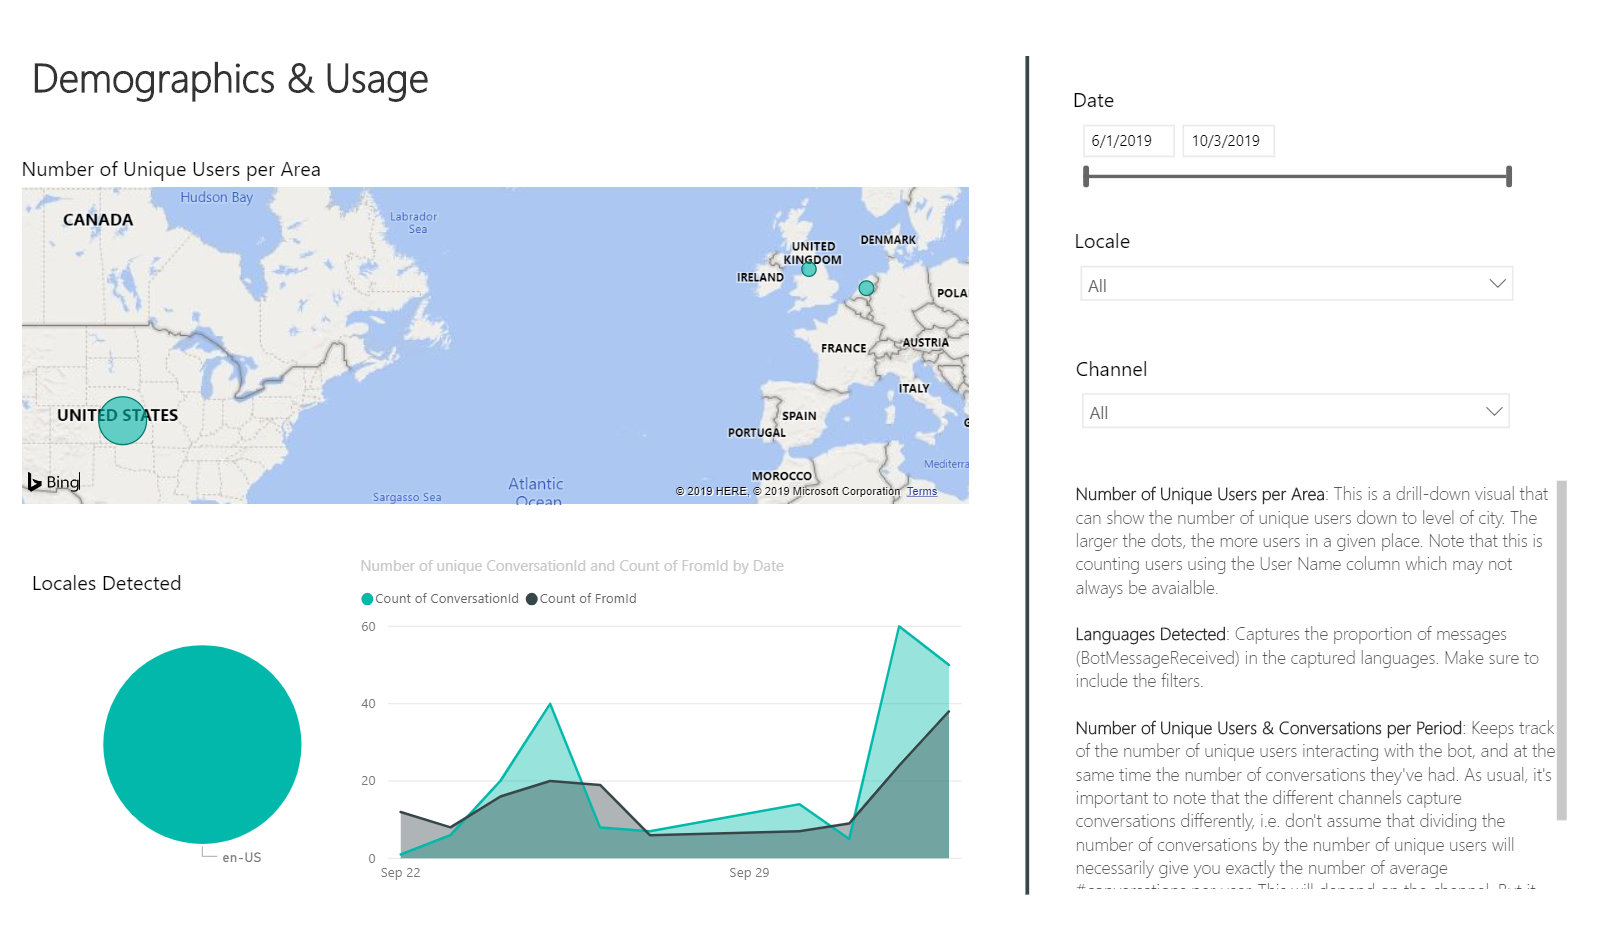 Demographics & Usage
Number of Unique Users per Area
Hudson Bay
CANADA
Labrador
Sea
UNITED
KINGDOM
DENMARK
IRELAND
POLA
FRANCE
AUSTRIA
ITALY
UNITED STATES
SPAIN
PORTUGAL
G
Mediterra
MOROCCO
Bing
Sargasso Sea
Atlantic
Ocean
© 2019 HERE, © 2019 Microsoft Corporation Terms
Locales Detected
en-US
Number of unique ConversationId and Count of FromId by Date
Count of ConversationId Count of FromId
60
40
20
0
Sep 22 Sep 29
Date
6/1/2019 10/3/2019
Locale
All
Channel
All
Number of Unique Users per Area: This is a drill-down visual that
can show the number of unique users down to level of city. The
larger the dots, the more users in a given place. Note that this is
counting users using the User Name column which may not
always be avaialble.
Languages Detected: Captures the proportion of messages
(BotMessageReceived) in the captured languages. Make sure to
include the filters.
Number of Unique Users & Conversations per Period: Keeps track
of the number of unique users interacting with the bot, and at the
same time the number of conversations they've had. As usual, it's
important to note that the different channels capture
conversations differently, i.e. don't assume that dividing the
number of conversations by the number of unique users will
necessarily give you exactly the number of average
#conversations per user. This will depend on the channel. But it